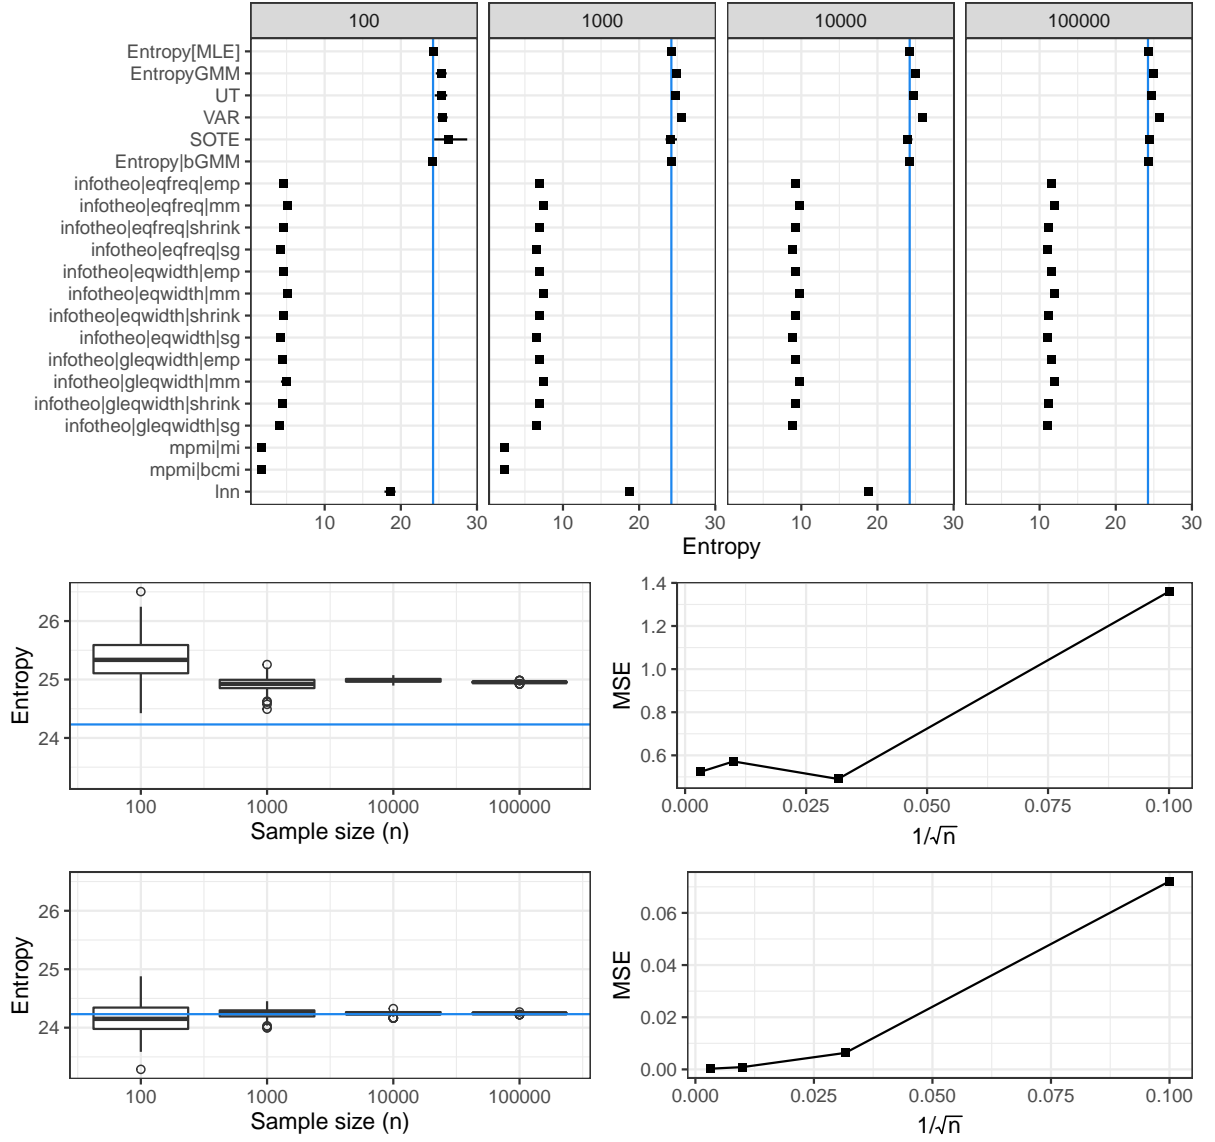 100 1000 10000 100000
Entropy[MLE]
EntropyGMM
UT
VAR
SOTE
Entropy|bGMM
infotheo|eqfreq|emp
infotheo|eqfreq|mm
infotheo|eqfreq|shrink
infotheo|eqfreq|sg
infotheo|eqwidth|emp
infotheo|eqwidth|mm
infotheo|eqwidth|shrink
infotheo|eqwidth|sg
infotheo|gleqwidth|emp
infotheo|gleqwidth|mm
infotheo|gleqwidth|shrink
infotheo|gleqwidth|sg
mpmi|mi
mpmi|bcmi
lnn
10 20 30 10 20 30 10 20 30 10 20 30
Entropy
26
25
24
Entropy
100 1000 10000 100000
Sample size (n)
1.4
1.2
1.0
0.8
0.6
MSE
0.000 0.025 0.050 0.075 0.100
1/√n
26
25
24
Entropy
100 1000 10000 100000
Sample size (n)
0.06
0.04
0.02
0.00
MSE
0.000 0.025 0.050 0.075 0.100
1/√n